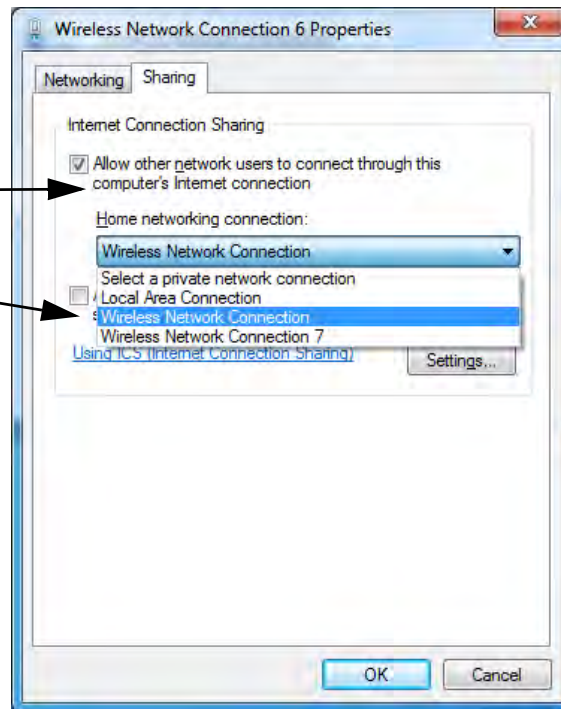 Wireless Network Connection 6 Properties
Networking
Sharing
Internet Connection Sharing
Allow other network users to connect through this
computer's Internet connection
Home networking connection:
Wireless Network Connection
Select a private network connection
Local Area Connection
Wireless Network Connection
Wireless Network Connection 7
Using ICS (Internet Connection Sharing)
Settings...
OK
Cancel